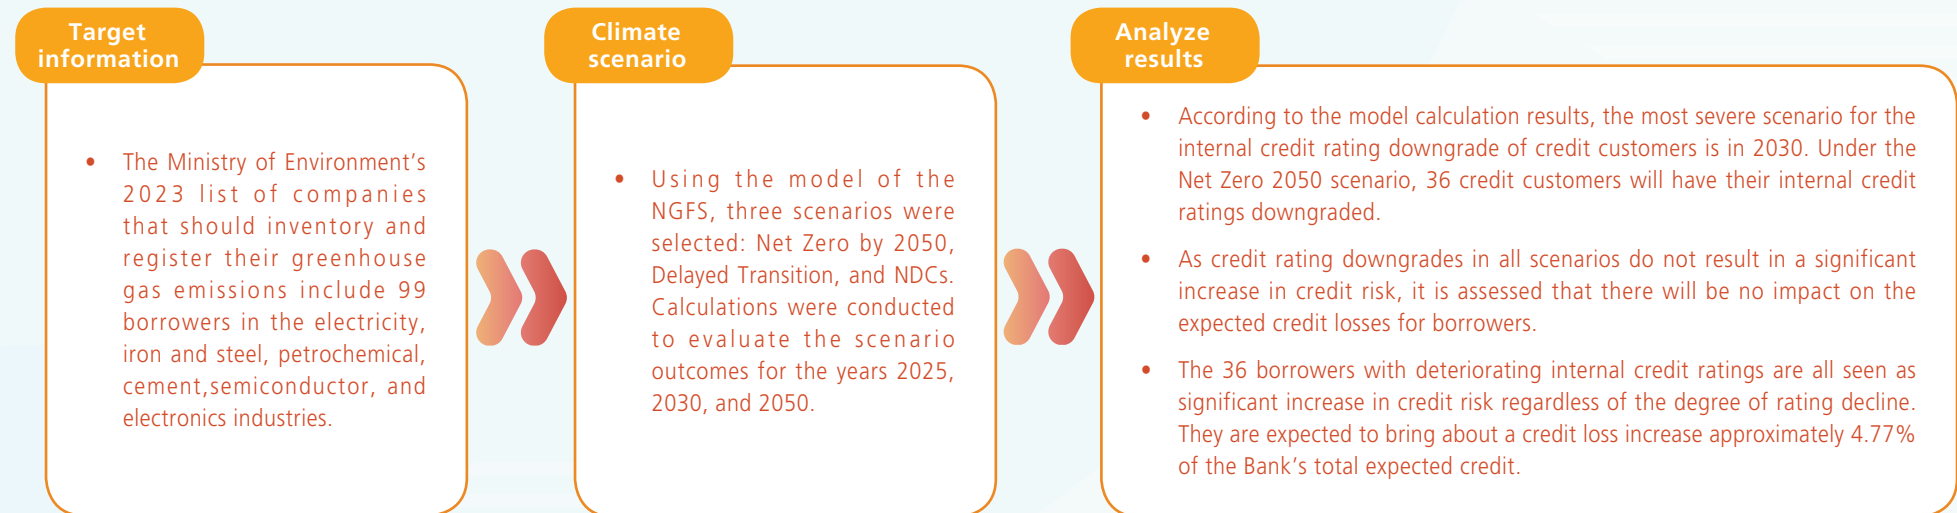 Target
information
The Ministry of Environment's
2023 list of companies
that should inventory and
register their greenhouse
gas emissions include 99
borrowers in the electricity,
iron and steel, petrochemical,
cement,semiconductor, and
electronics industries.
Climate
scenario
Using the model of the
NGFS, three scenarios were
selected: Net Zero by 2050,
Delayed Transition, and NDCs.
Calculations were conducted
to evaluate the scenario
outcomes for the years 2025,
2030, and 2050.
Analyze
results
According to the model calculation results, the most severe scenario for the
internal credit rating downgrade of credit customers is in 2030. Under the
Net Zero 2050 scenario, 36 credit customers will have their internal credit
ratings downgraded.
As credit rating downgrades in all scenarios do not result in a significant
increase in credit risk, it is assessed that there will be no impact on the
expected credit losses for borrowers.
The 36 borrowers with deteriorating internal credit ratings are all seen as
significant increase in credit risk regardless of the degree of rating decline.
They are expected to bring about a credit loss increase approximately 4.77%
of the Bank's total expected credit.